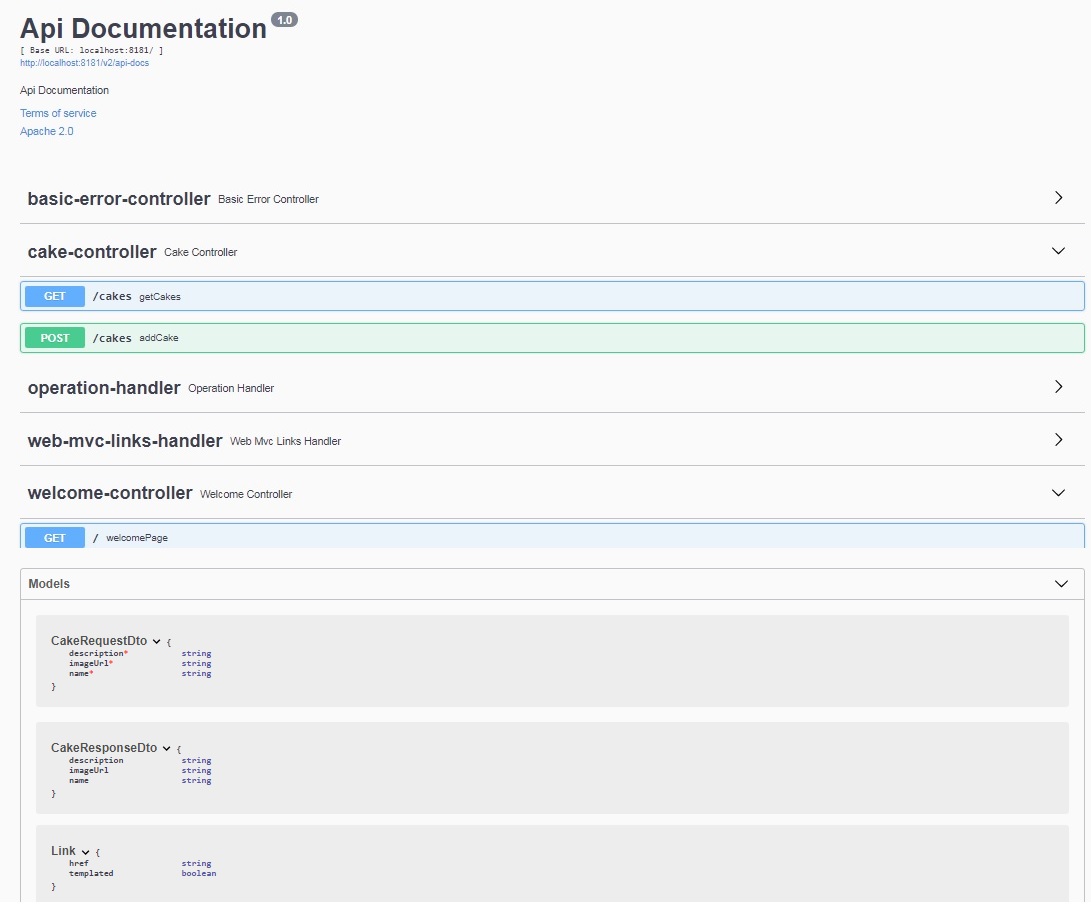 Api Documentation 1.0
[ Base URL: localhost:8181/ ]
http://localhost:8181/v2/api-docs
Api Documentation
Terms of service
Apache 2.0
basic-error-controller Basic Error Controller
cake-controller Cake Controller
GET /cakes getCakes
POST /cakes addCake
operation-handler Operation Handler
web-mvc-links-handler Web Mvc Links Handler
welcome-controller Welcome Controller
GET / welcomePage
Models
CakeRequestDto {
description* string
imageUrl* string
name* string
}
CakeResponseDto {
description string
imageUrl string
name string
}
Link {
href string
templated boolean
}